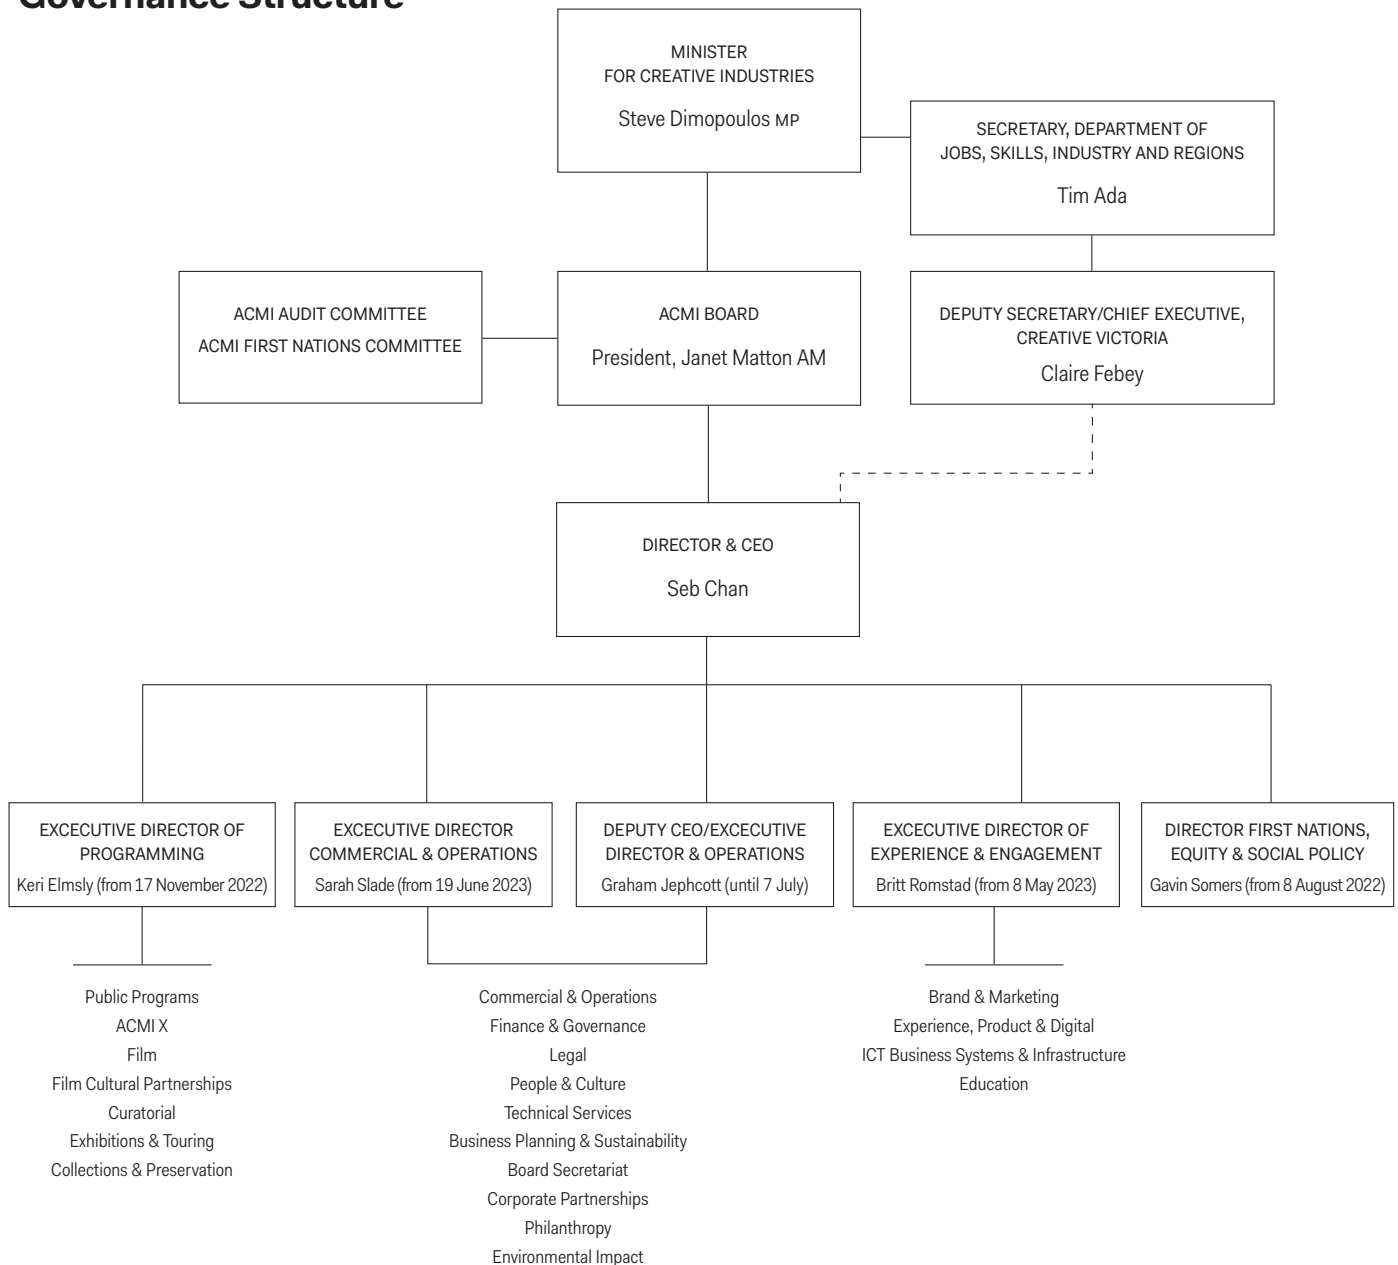 Governance Structure
MINISTER
FOR CREATIVE INDUSTRIES
Steve Dimopoulos MP
SECRETARY, DEPARTMENT OF
JOBS, SKILLS, INDUSTRY AND REGIONS
Tim Ada
ACMI AUDIT COMMITTEE
ACMI FIRST NATIONS COMMITTEE
ACMI BOARD
President, Janet Matton AM
DEPUTY SECRETARY/CHIEF EXECUTIVE,
CREATIVE VICTORIA
Claire Febey
DIRECTOR & CEO
Seb Chan
EXCECUTIVE DIRECTOR OF
PROGRAMMING
Keri Elmsly (from 17 November 2022)
EXCECUTIVE DIRECTOR
COMMERCIAL & OPERATIONS
Sarah Slade (from 19 June 2023)
DEPUTY CEO/EXCECUTIVE
DIRECTOR & OPERATIONS
Graham Jephcott (until 7 July)
EXCECUTIVE DIRECTOR OF
EXPERIENCE & ENGAGEMENT
Britt Romstad (from 8 May 2023)
DIRECTOR FIRST NATIONS,
EQUITY & SOCIAL POLICY
Gavin Somers (from 8 August 2022)
Public Programs
ACMI X
Film
Film Cultural Partnerships
Curatorial
Exhibitions & Touring
Collections & Preservation
Commercial & Operations
Finance & Governance
Legal
People & Culture
Technical Services
Business Planning & Sustainability
Board Secretariat
Corporate Partnerships
Philanthropy
Environmental Impact
Brand & Marketing
Experience, Product & Digital
ICT Business Systems & Infrastructure
Education